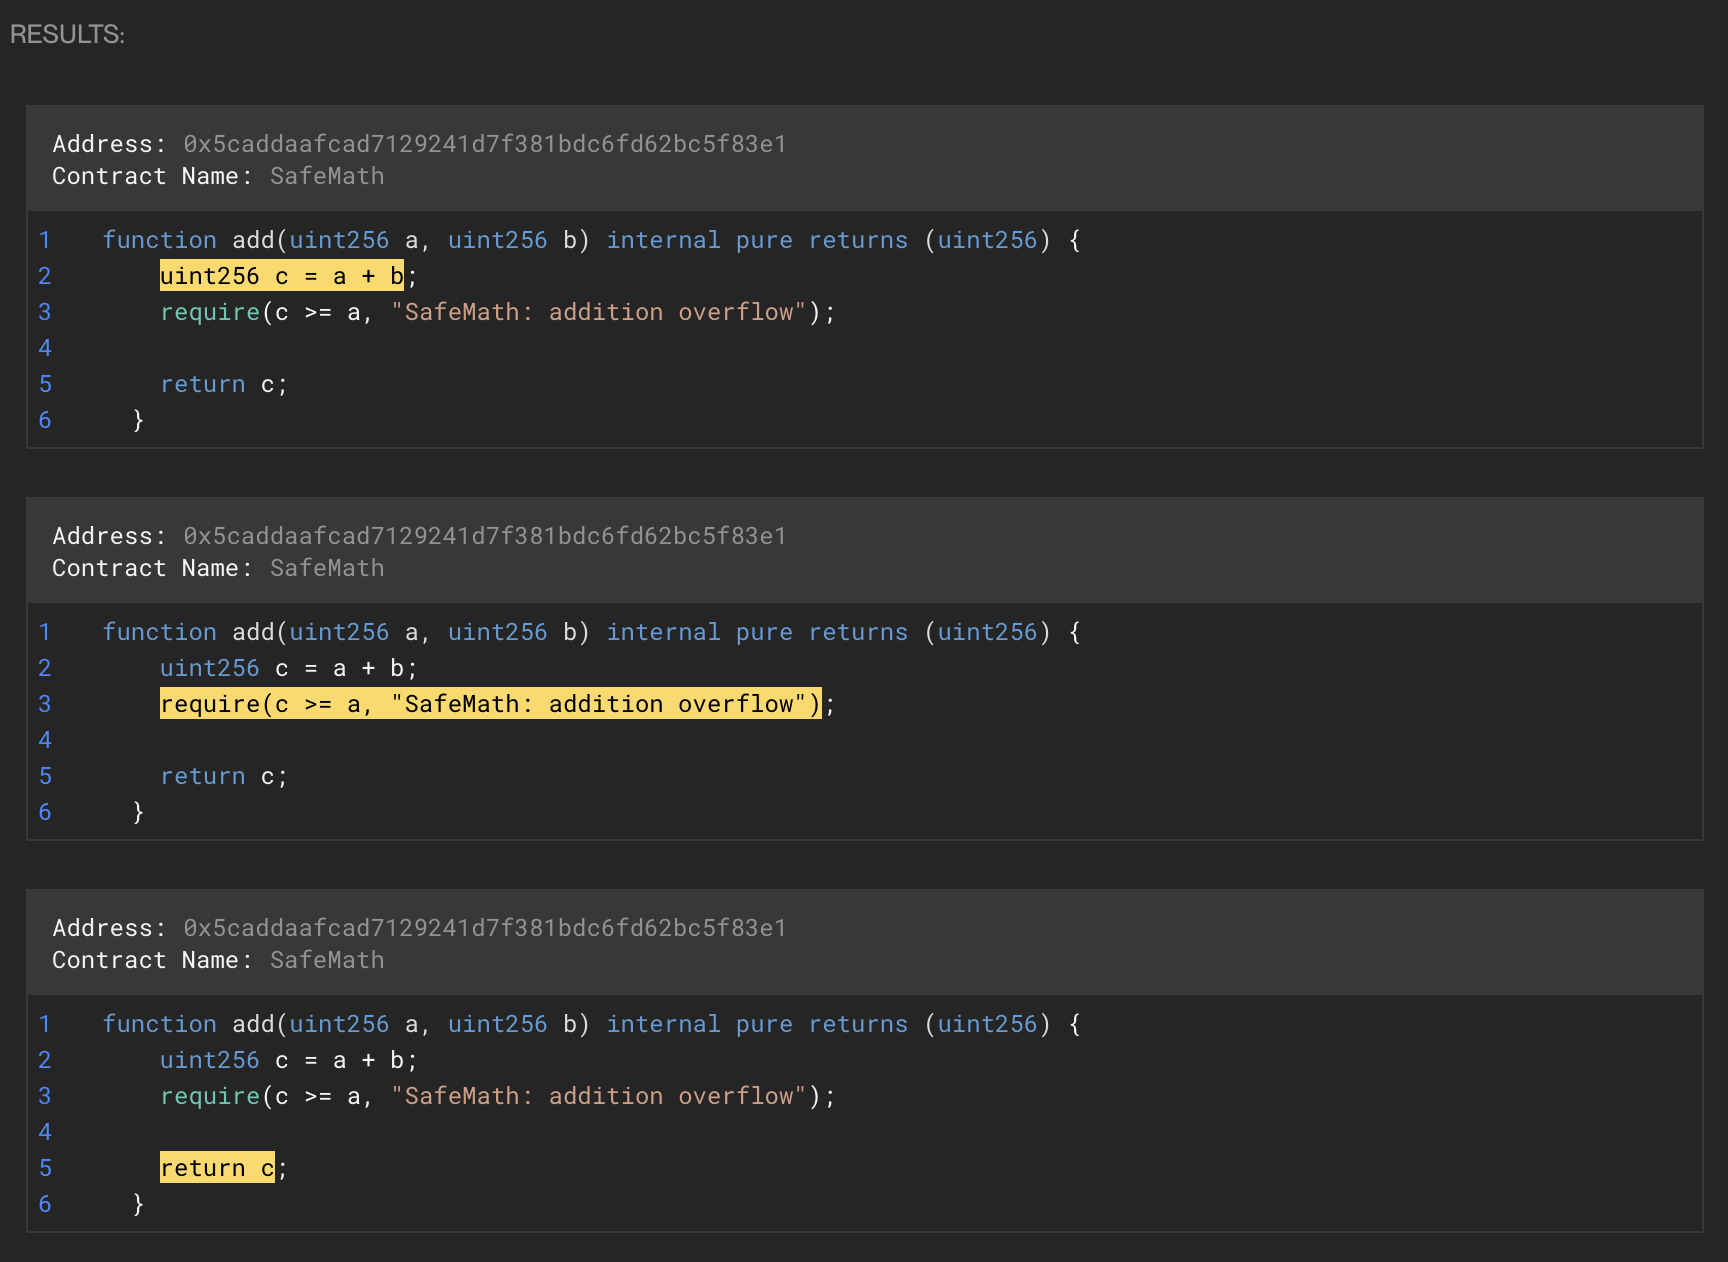 RESULTS:
Address: 0x5caddaafcad7129241d7f381bdc6fd62bc5f83e1
Contract Name: SafeMath
1 function add(uint256 a, uint256 b) internal pure returns (uint256) {
2 uint256 c = a + b;
3 require(c >= a, "SafeMath: addition overflow");
4
5 return c;
6 }
Address: 0x5caddaafcad7129241d7f381bdc6fd62bc5f83e1
Contract Name: SafeMath
1 function add(uint256 a, uint256 b) internal pure returns (uint256) {
2 uint256 c = a + b;
3 require(c >= a, "SafeMath: addition overflow");
4
5 return c;
6 }
Address: 0x5caddaafcad7129241d7f381bdc6fd62bc5f83e1
Contract Name: SafeMath
1 function add(uint256 a, uint256 b) internal pure returns (uint256) {
2 uint256 c = a + b;
3 require(c >= a, "SafeMath: addition overflow");
4
5 return c;
6 }